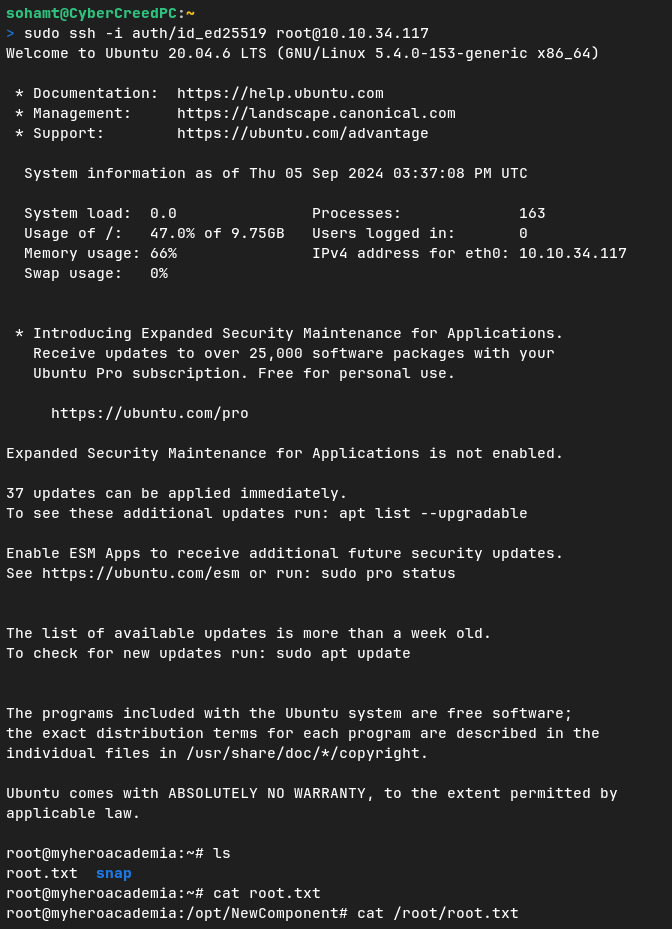 sohamt@CyberCreedPC:~
> sudo ssh -i auth/id_ed25519 root@10.10.34.117
Welcome to Ubuntu 20.04.6 LTS (GNU/Linux 5.4.0-153-generic x86_64)

 * Documentation:  https://help.ubuntu.com
 * Management:     https://landscape.canonical.com
 * Support:        https://ubuntu.com/advantage

  System information as of Thu 05 Sep 2024 03:37:08 PM UTC

  System load:  0.0               Processes:             163
  Usage of /:   47.0% of 9.75GB   Users logged in:       0
  Memory usage: 66%               IPv4 address for eth0: 10.10.34.117
  Swap usage:   0%


 * Introducing Expanded Security Maintenance for Applications.
   Receive updates to over 25,000 software packages with your
   Ubuntu Pro subscription. Free for personal use.

     https://ubuntu.com/pro

Expanded Security Maintenance for Applications is not enabled.

37 updates can be applied immediately.
To see these additional updates run: apt list --upgradable

Enable ESM Apps to receive additional future security updates.
See https://ubuntu.com/esm or run: sudo pro status


The list of available updates is more than a week old.
To check for new updates run: sudo apt update


The programs included with the Ubuntu system are free software;
the exact distribution terms for each program are described in the
individual files in /usr/share/doc/*/copyright.

Ubuntu comes with ABSOLUTELY NO WARRANTY, to the extent permitted by
applicable law.

root@myheroacademia:~# ls
root.txt  snap
root@myheroacademia:~# cat root.txt
root@myheroacademia:/opt/NewComponent# cat /root/root.txt